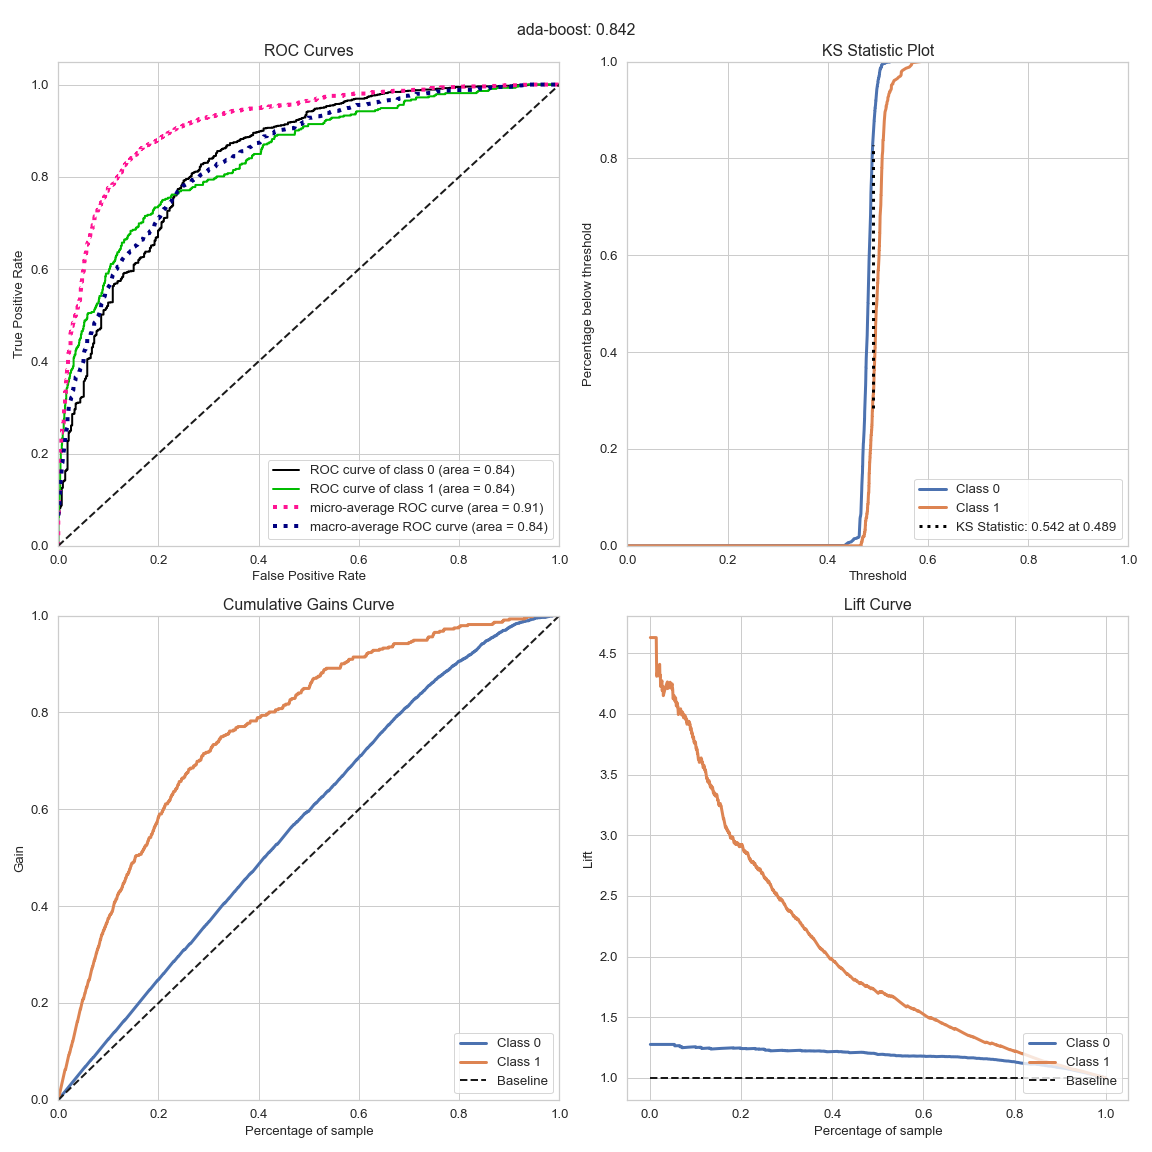 ada-boost: 0.842
ROC Curves
1.0
0.8
0.6
0.4
0.2
0.0
True Positive Rate
0.0 0.2 0.4 0.6 0.8 1.0
False Positive Rate
ROC curve of class 0 (area = 0.84)
ROC curve of class 1 (area = 0.84)
micro-average ROC curve (area = 0.91)
macro-average ROC curve (area = 0.84)
KS Statistic Plot
1.0
0.8
0.6
0.4
0.2
0.0
Percentage below threshold
0.0 0.2 0.4 0.6 0.8 1.0
Threshold
Class 0
Class 1
KS Statistic: 0.542 at 0.489
Cumulative Gains Curve
1.0
0.8
0.6
0.4
0.2
0.0
Gain
0.0 0.2 0.4 0.6 0.8 1.0
Percentage of sample
Class 0
Class 1
Baseline
Lift Curve
4.5
4.0
3.5
3.0
2.5
2.0
1.5
1.0
Lift
0.0 0.2 0.4 0.6 0.8 1.0
Percentage of sample
Class 0
Class 1
Baseline